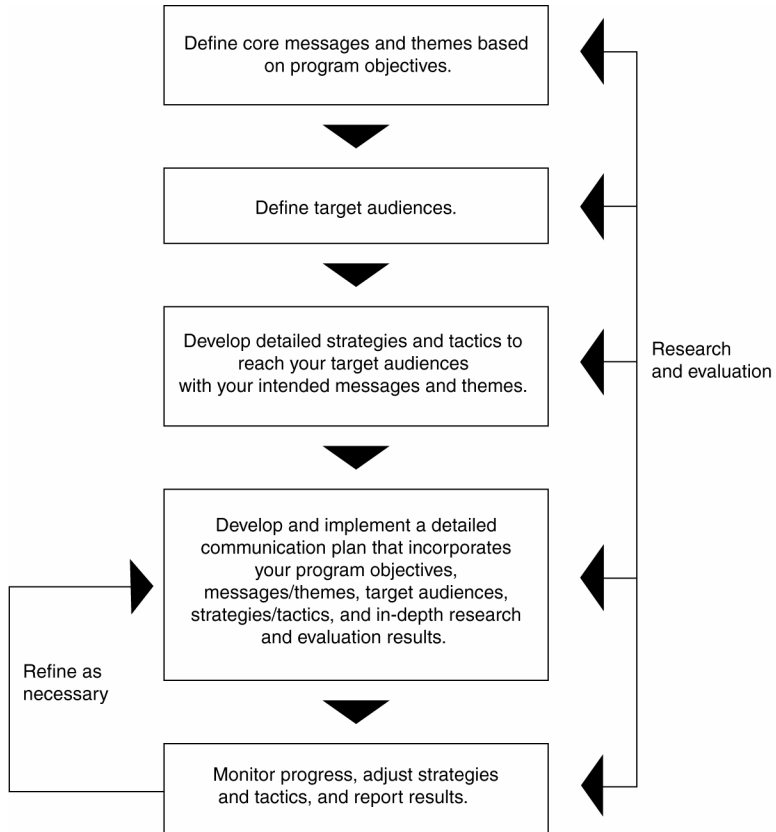 Define core messages and themes based
on program objectives.
Define target audiences.
Develop detailed strategies and tactics to
reach your target audiences
with your intended messages and themes.
Research
and evaluation
Develop and implement a detailed
communication plan that incorporates
your program objectives,
messages/themes, target audiences,
strategies/tactics, and in-depth research
and evaluation results.
Refine as
necessary
Monitor progress, adjust strategies
and tactics, and report results.